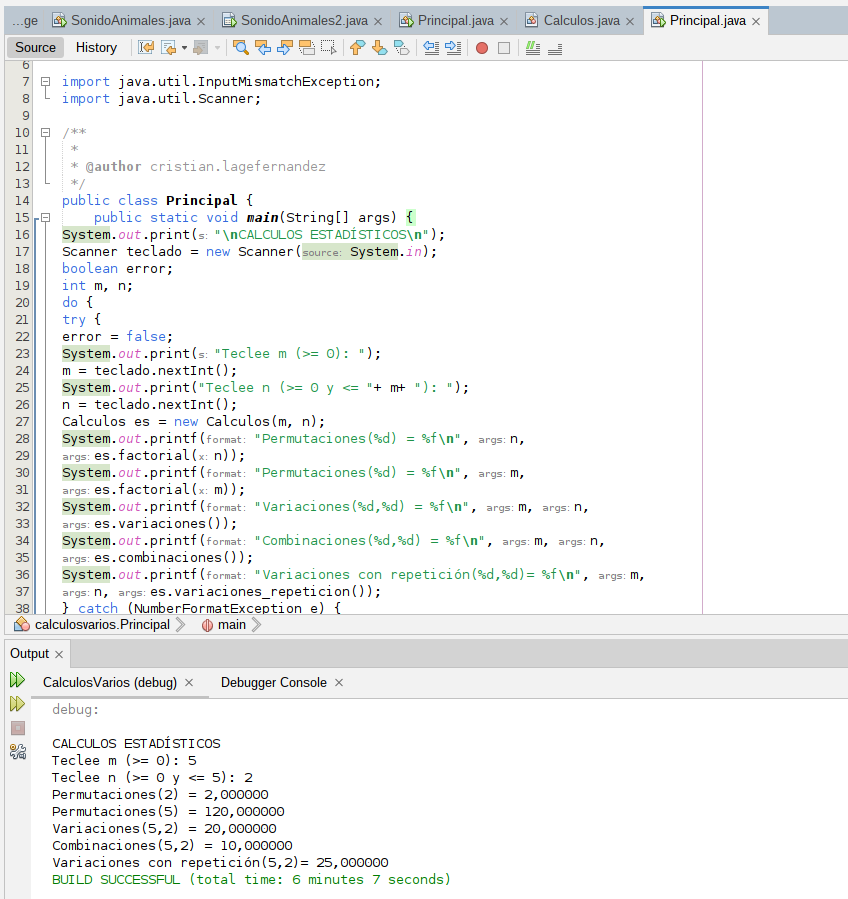 ...ge SonidoAnimales.java SonidoAnimales2.java Principal.java Calculos.java Principal.java
Source History
6
7 import java.util.InputMismatchException;
8 import java.util.Scanner;
9
10 /**
11 *
12 * @author cristian.lagefernandez
13 */
14 public class Principal {
15 public static void main(String[] args) {
16 System.out.print(s: "\nCALCULOS ESTADÍSTICOS\n");
17 Scanner teclado = new Scanner(source: System.in);
18 boolean error;
19 int m, n;
20 do {
21 try {
22 error = false;
23 System.out.print(s: "Teclee m (>= 0): ");
24 m = teclado.nextInt();
25 System.out.print("Teclee n (>= 0 y <= "+ m+ "): ");
26 n = teclado.nextInt();
27 Calculos es = new Calculos(m, n);
28 System.out.printf(format: "Permutaciones(%d) = %f\n", args: n,
29 args: es.factorial(x: n));
30 System.out.printf(format: "Permutaciones(%d) = %f\n", args: m,
31 args: es.factorial(x: m));
32 System.out.printf(format: "Variaciones(%d,%d) = %f\n", args: m, args: n,
33 args: es.variaciones());
34 System.out.printf(format: "Combinaciones(%d,%d) = %f\n", args: m, args: n,
35 args: es.combinaciones());
36 System.out.printf(format: "Variaciones con repetición(%d,%d)= %f\n", args: m,
37 args: n, args: es.variaciones_repeticion());
38 } catch (NumberFormatException e) {
calculosvarios.Principal main
Output
CalculosVarios (debug) Debugger Console
debug:
CALCULOS ESTADÍSTICOS
Teclee m (>= 0): 5
Teclee n (>= 0 y <= 5): 2
Permutaciones(2) = 2,000000
Permutaciones(5) = 120,000000
Variaciones(5,2) = 20,000000
Combinaciones(5,2) = 10,000000
Variaciones con repetición(5,2)= 25,000000
BUILD SUCCESSFUL (total time: 6 minutes 7 seconds)